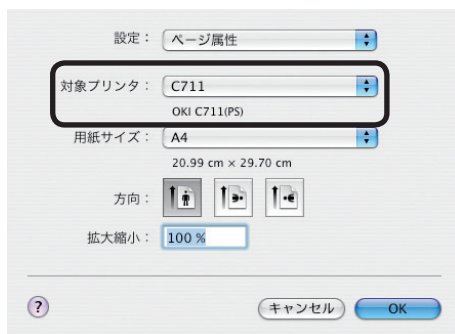 設定： ページ属性
対象プリンタ： C711
OKI C711(PS)
用紙サイズ： A4
20.99 cm × 29.70 cm
方向：
拡大縮小： 100 %
? キャンセル OK